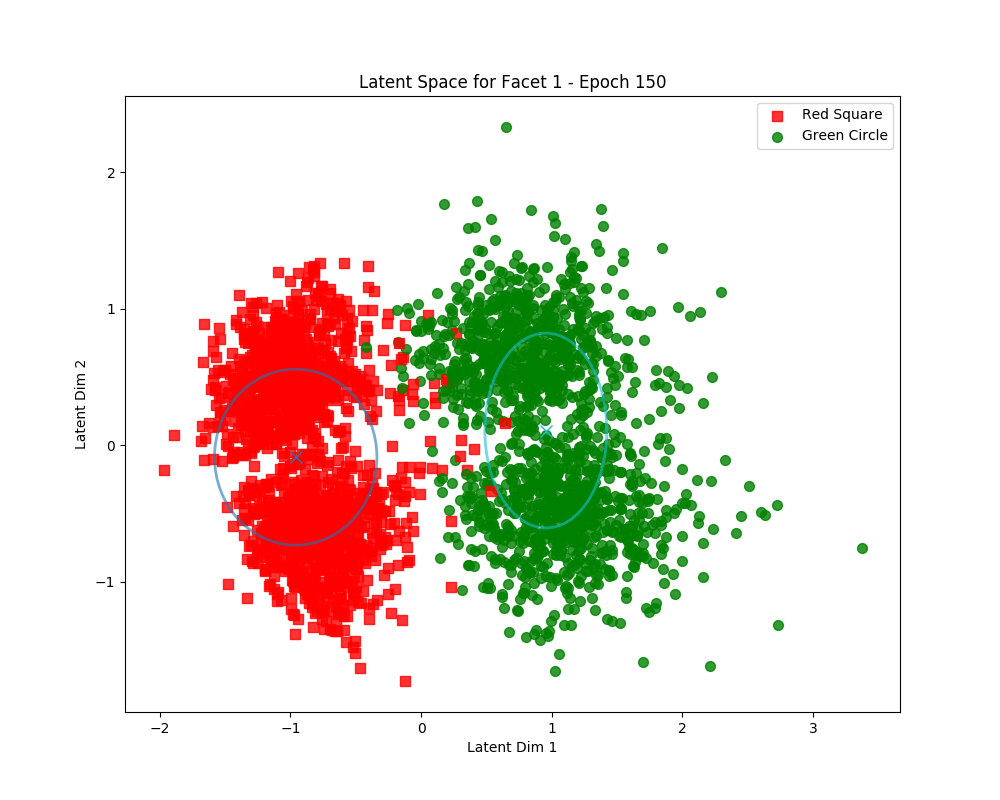 Latent Space for Facet 1 - Epoch 150
Red Square
Green Circle
Latent Dim 2
2
1
0
−1
−2
−1
0
1
2
3
Latent Dim 1